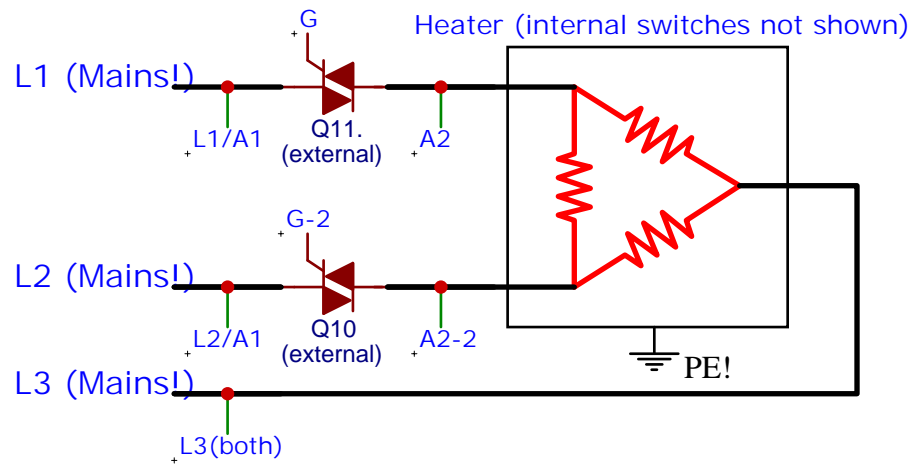 G
Heater (internal switches not shown)
L1 (Mains!)
L1/A1
Q11.
(external)
A2
G-2
L2 (Mains!)
L2/A1
Q10
(external)
A2-2
PE!
L3 (Mains!)
L3(both)